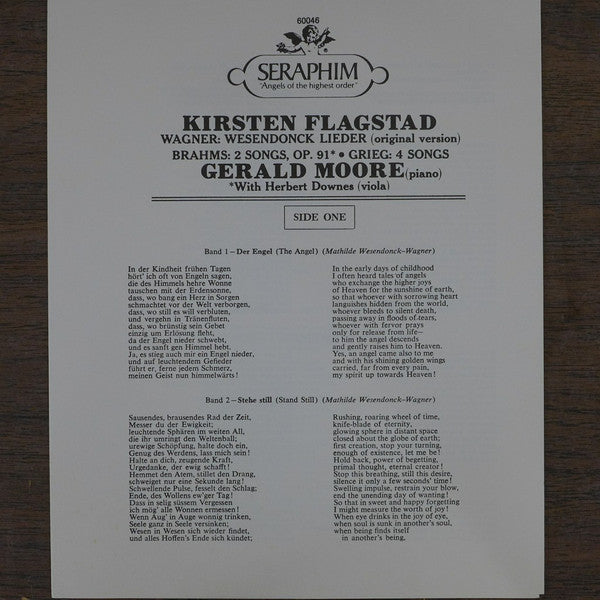 60046
SERAPHIM
"Angels of the highest order"
KIRSTEN FLAGSTAD
WAGNER: WESENDONCK LIEDER (original version)
BRAHMS: 2 SONGS, OP. 91* • GRIEG: 4 SONGS
GERALD MOORE (piano)
*With Herbert Downes (viola)
SIDE ONE
Band 1—Der Engel (The Angel) (Mathilde Wesendonck-Wagner)
In der Kindheit frühen Tagen
hört' ich oft von Engeln sagen,
die des Himmels hehre Wonne
tauschen mit der Erdensonne,
dass, wo bang ein Herz in Sorgen
schmachtet vor der Welt verborgen,
dass, wo still es will verbluten,
und vergehn in Tränenfluten,
dass, wo brünstig sein Gebet
einzig um Erlösung fleht,
da der Engel nieder schwebt,
und es sanft gen Himmel hebt.
Ja, es stieg auch mir ein Engel nieder,
und auf leuchtendem Gefieder
führt er, ferne jedem Schmerz,
meinen Geist nun himmelwärts!
In the early days of childhood
I often heard tales of angels
who exchange the higher joys
of Heaven for the sunshine of earth,
so that whoever with sorrowing heart
languishes hidden from the world,
whoever bleeds to silent death,
passing away in floods of tears,
whoever with fervor prays
only for release from life—
to him the angel descends
and gently raises him to Heaven.
Yes, an angel came also to me
and with his shining golden wings
carried, far from every pain,
my spirit up towards Heaven!
Band 2—Stehe still (Stand Still) (Mathilde Wesendonck-Wagner)
Sausendes, brausendes Rad der Zeit,
Messer du der Ewigkeit;
leuchtende Sphären im weiten All,
die ihr umringt den Weltenball;
urewige Schöpfung, halte doch ein,
Genug des Werdens, lass mich sein!
Halte an dich, zeugende Kraft,
Urgedanke, der ewig schafft!
Hemmet den Atem, stillet den Drang,
schweiget nur eine Sekunde lang!
Schwellende Pulse, fesselt den Schlag;
Ende, des Wollens ew'ger Tag!
Dass in selig süssem Vergessen
ich mög' alle Wonnen ermessen!
Wenn Aug' in Auge wonnig trinken,
Seele ganz in Seele versinken;
Wesen in Wesen sich wieder findet,
und alles Hoffen's Ende sich kündet;
Rushing, roaring wheel of time,
knife-blade of eternity,
glowing sphere in distant space
closed about the globe of earth;
first creation, stop your turning,
enough of existence, let me be!
Hold back, power of begetting,
primal thought, eternal creator!
Stop this breathing, still this desire,
silence it only a few seconds' time!
Swelling impulse, restrain your blow,
end the unending day of wanting!
So that in sweet and happy forgetting
I might measure the worth of joy!
When eye drinks in the joy of eye,
when soul is sunk in another's soul,
when being finds itself
in another's being,